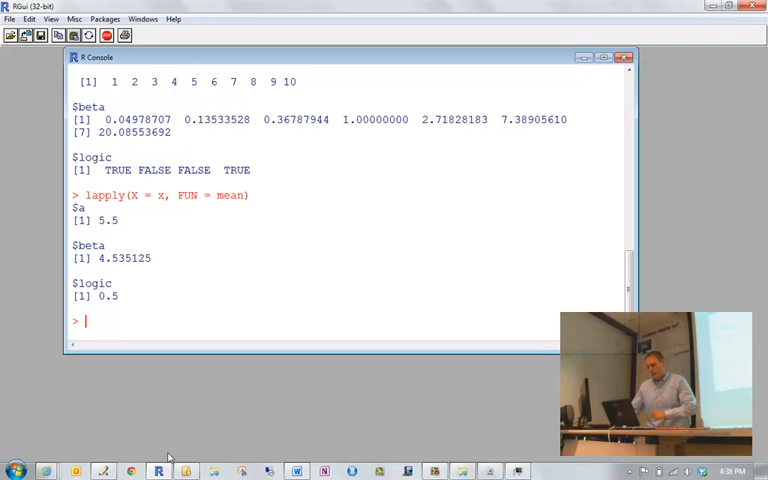 RGui (32-bit)
File Edit View Misc Packages Windows Help
R Console
[1] 1 2 3 4 5 6 7 8 9 10
$beta
[1] 0.04978707 0.13533528 0.36787944 1.00000000 2.71828183 7.38905610
[7] 20.08553692
$logic
[1] TRUE FALSE FALSE TRUE
> lapply(X = x, FUN = mean)
$a
[1] 5.5
$beta
[1] 4.535125
$logic
[1] 0.5
>
4:38 PM